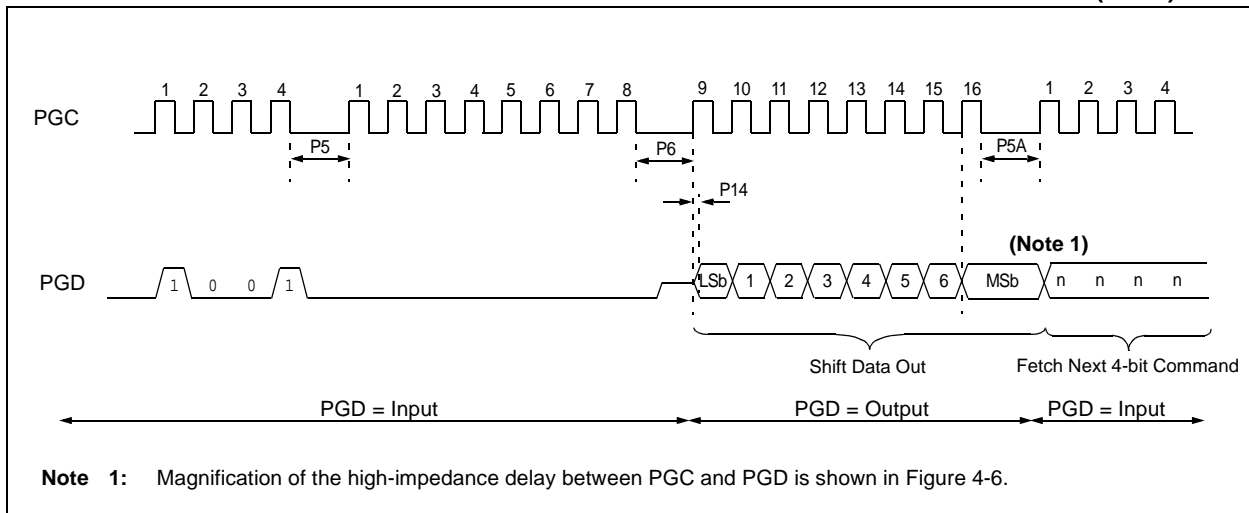 1 2 3 4 1 2 3 4 5 6 7 8 9 10 11 12 13 14 15 16 1 2 3 4
PGC
P5 P6 P5A
P14
(Note 1)
PGD 1 0 0 1 LSb 1 2 3 4 5 6 MSb n n n n
Shift Data Out Fetch Next 4-bit Command
PGD = Input PGD = Output PGD = Input
Note 1: Magnification of the high-impedance delay between PGC and PGD is shown in Figure 4-6.